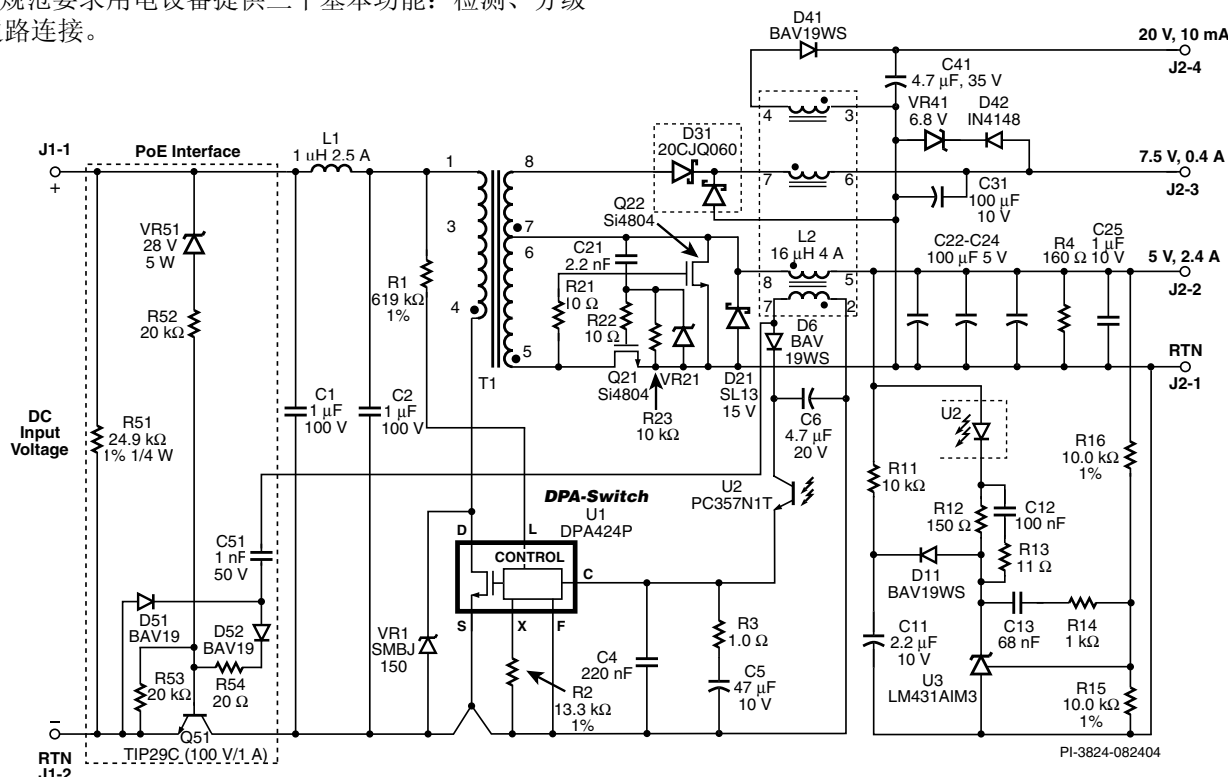 规范要求用电设备提供三个基本功能：检测、分级
路连接。
D41
BAV19WS
20 V, 10 mA
J2-4
C41
4.7 µF, 35 V
4
3
VR41
6.8 V
D42
IN4148
J1-1
+
PoE Interface
L1
1 uH 2.5 A
1
8
D31
20CJQ060
7
6
7.5 V, 0.4 A
J2-3
C31
100 µF
10 V
VR51
28 V
5 W
3
7
6
Q22
Si4804
C21
2.2 nF
L2
16 µH 4 A
8
5
7
2
C22-C24
100 µF 5 V
R4
160 Ω
C25
1 µF
10 V
5 V, 2.4 A
J2-2
R1
619 kΩ
1%
4
R21
10 Ω
R22
10 Ω
R52
20 kΩ
D6
BAV
19WS
5
T1
Q21
Si4804
VR21
D21
SL13
15 V
RTN
J2-1
R23
10 kΩ
DC
Input
Voltage
R51
24.9 kΩ
1% 1/4 W
C1
1 µF
100 V
C2
1 µF
100 V
C6
4.7 µF
20 V
U2
R16
10.0 kΩ
1%
R11
10 kΩ
U2
PC357N1T
DPA-Switch
U1
DPA424P
R12
150 Ω
C12
100 nF
R13
11 Ω
C51
1 nF
50 V
D
L
CONTROL
C
S
X
F
D11
BAV19WS
D51
BAV19
D52
BAV19
VR1
SMBJ
150
R3
1.0 Ω
C13
68 nF
R14
1 kΩ
C11
2.2 µF
10 V
C4
220 nF
C5
47 µF
10 V
U3
LM431AIM3
R53
20 kΩ
R54
20 Ω
R2
13.3 kΩ
1%
R15
10.0 kΩ
1%
−
RTN
J1-2
Q51
TIP29C (100 V/1 A)
PI-3824-082404